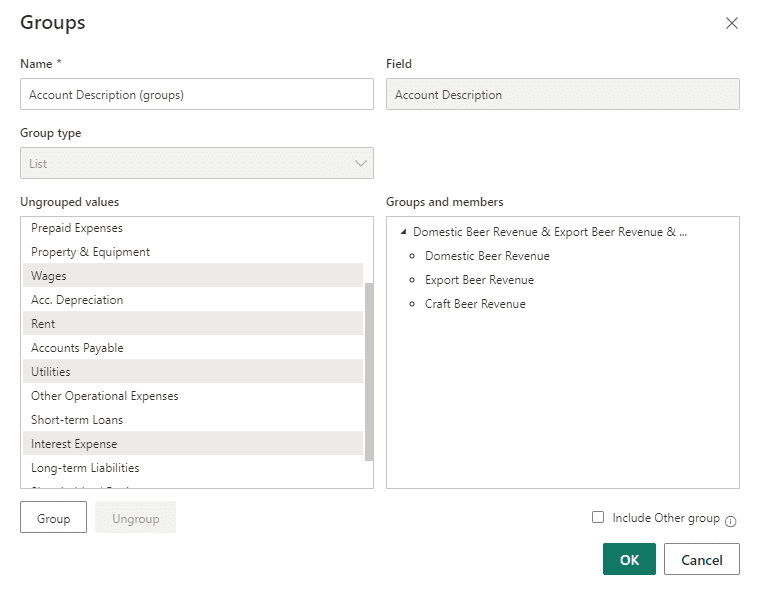 Groups
Name *
Field
Account Description (groups)
Account Description
Group type
List
Ungrouped values
Groups and members
Prepaid Expenses
Property & Equipment
Wages
Acc. Depreciation
Rent
Accounts Payable
Utilities
Other Operational Expenses
Short-term Loans
Interest Expense
Long-term Liabilities
Domestic Beer Revenue & Export Beer Revenue & ...
Domestic Beer Revenue
Export Beer Revenue
Craft Beer Revenue
Group
Ungroup
Include Other group
OK
Cancel